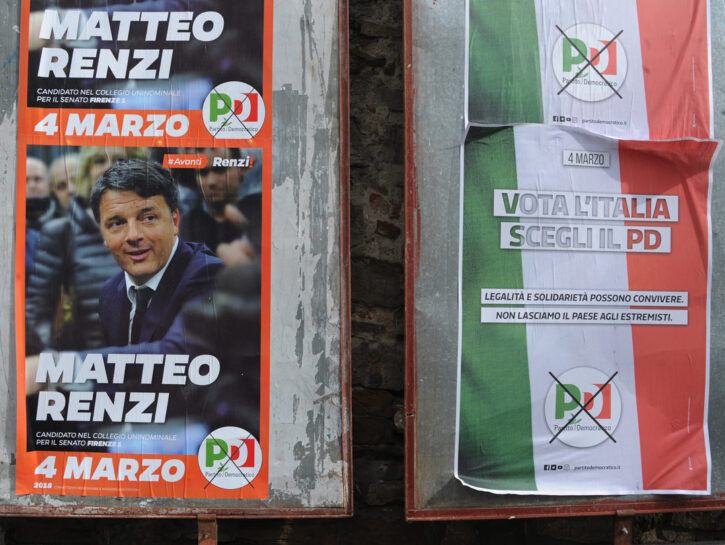 MATTEO
RENZI
CANDIDATO NEL COLLEGIO UNINOMINALE
PER IL SENATO FIRENZE 1
4 MARZO
PD
Partito Democratico
#Avanti Renzi
MATTEO
RENZI
CANDIDATO NEL COLLEGIO UNINOMINALE
PER IL SENATO FIRENZE 1
4 MARZO
PD
Partito Democratico
2018
PD
Partito Democratico
partitodemocratico.it
4 MARZO
VOTA L'ITALIA
SCEGLI IL PD
LEGALITÀ E SOLIDARIETÀ POSSONO CONVIVERE.
NON LASCIAMO IL PAESE AGLI ESTREMISTI.
PD
Partito Democratico
partitodemocratico.it